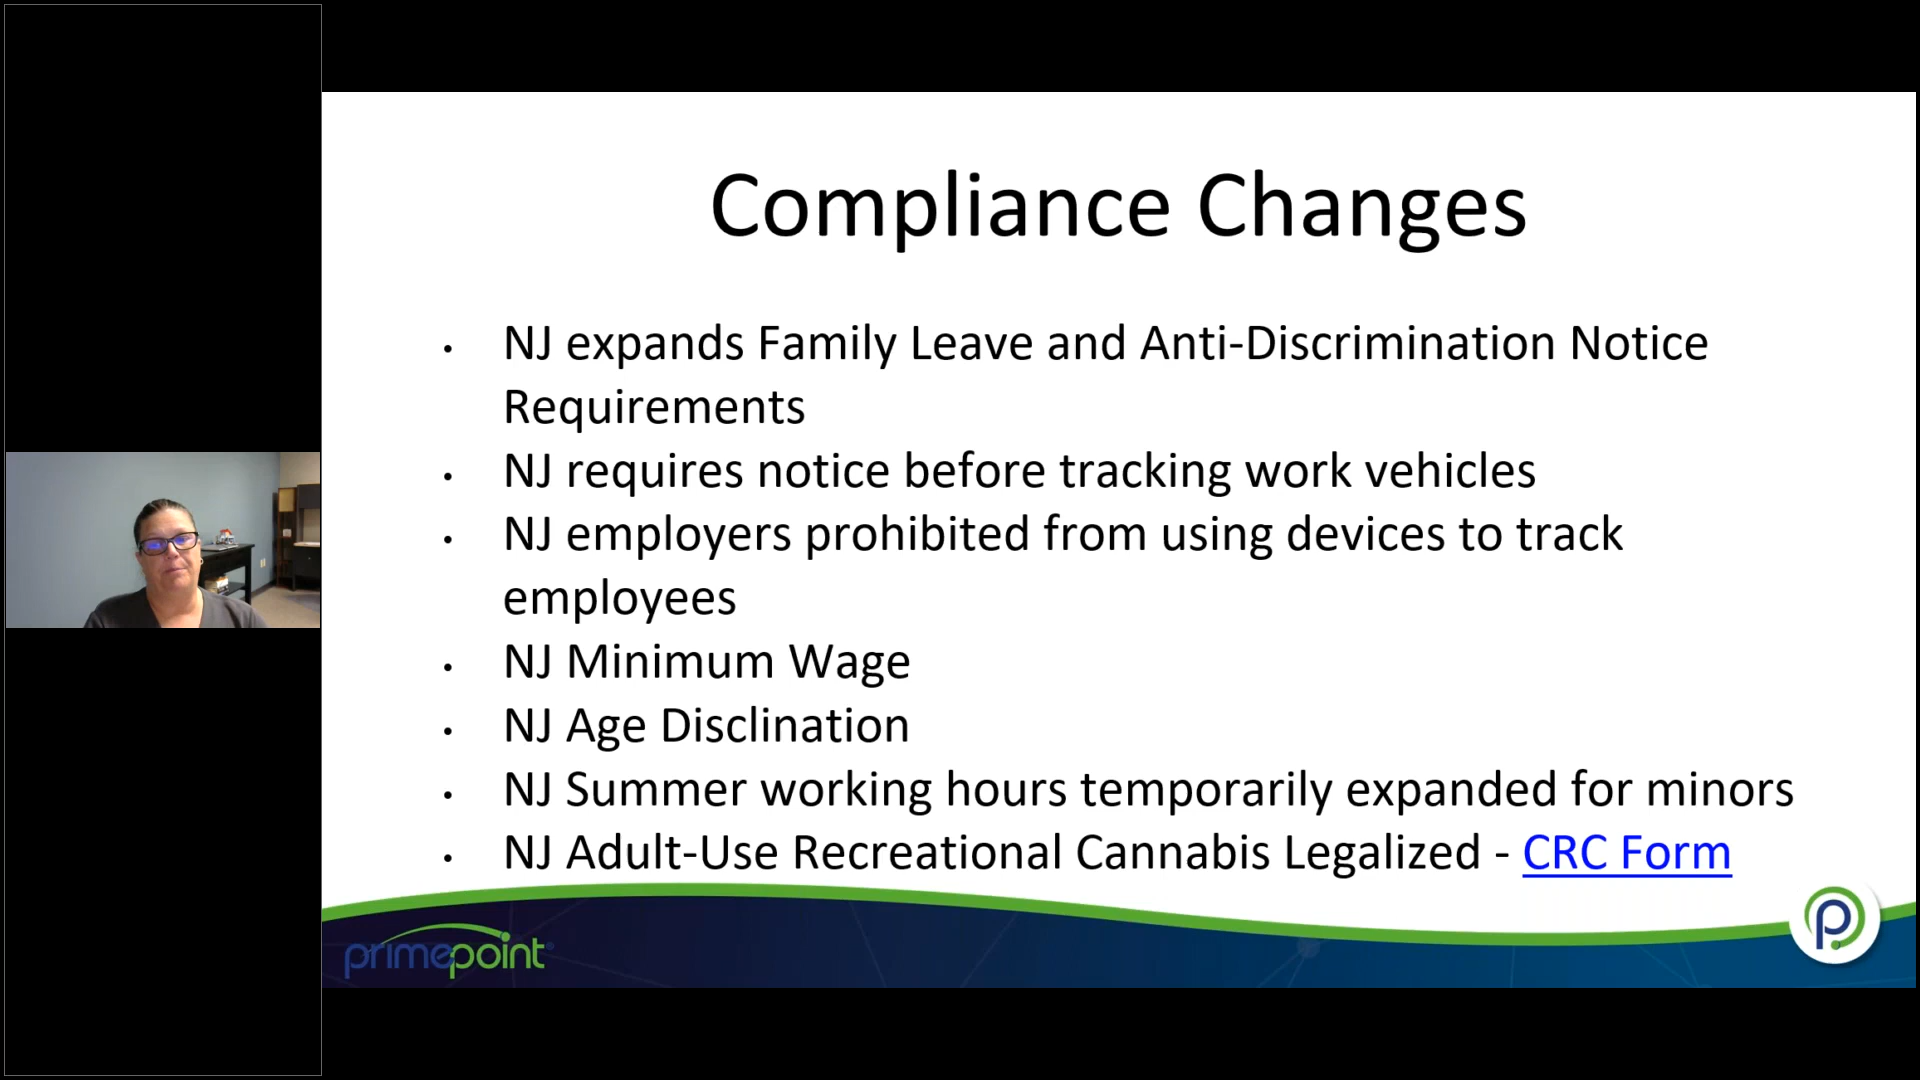 Compliance Changes
• NJ expands Family Leave and Anti-Discrimination Notice
Requirements
• NJ requires notice before tracking work vehicles
• NJ employers prohibited from using devices to track
employees
• NJ Minimum Wage
• NJ Age Disclination
• NJ Summer working hours temporarily expanded for minors
• NJ Adult-Use Recreational Cannabis Legalized - CRC Form
primepoint®
p